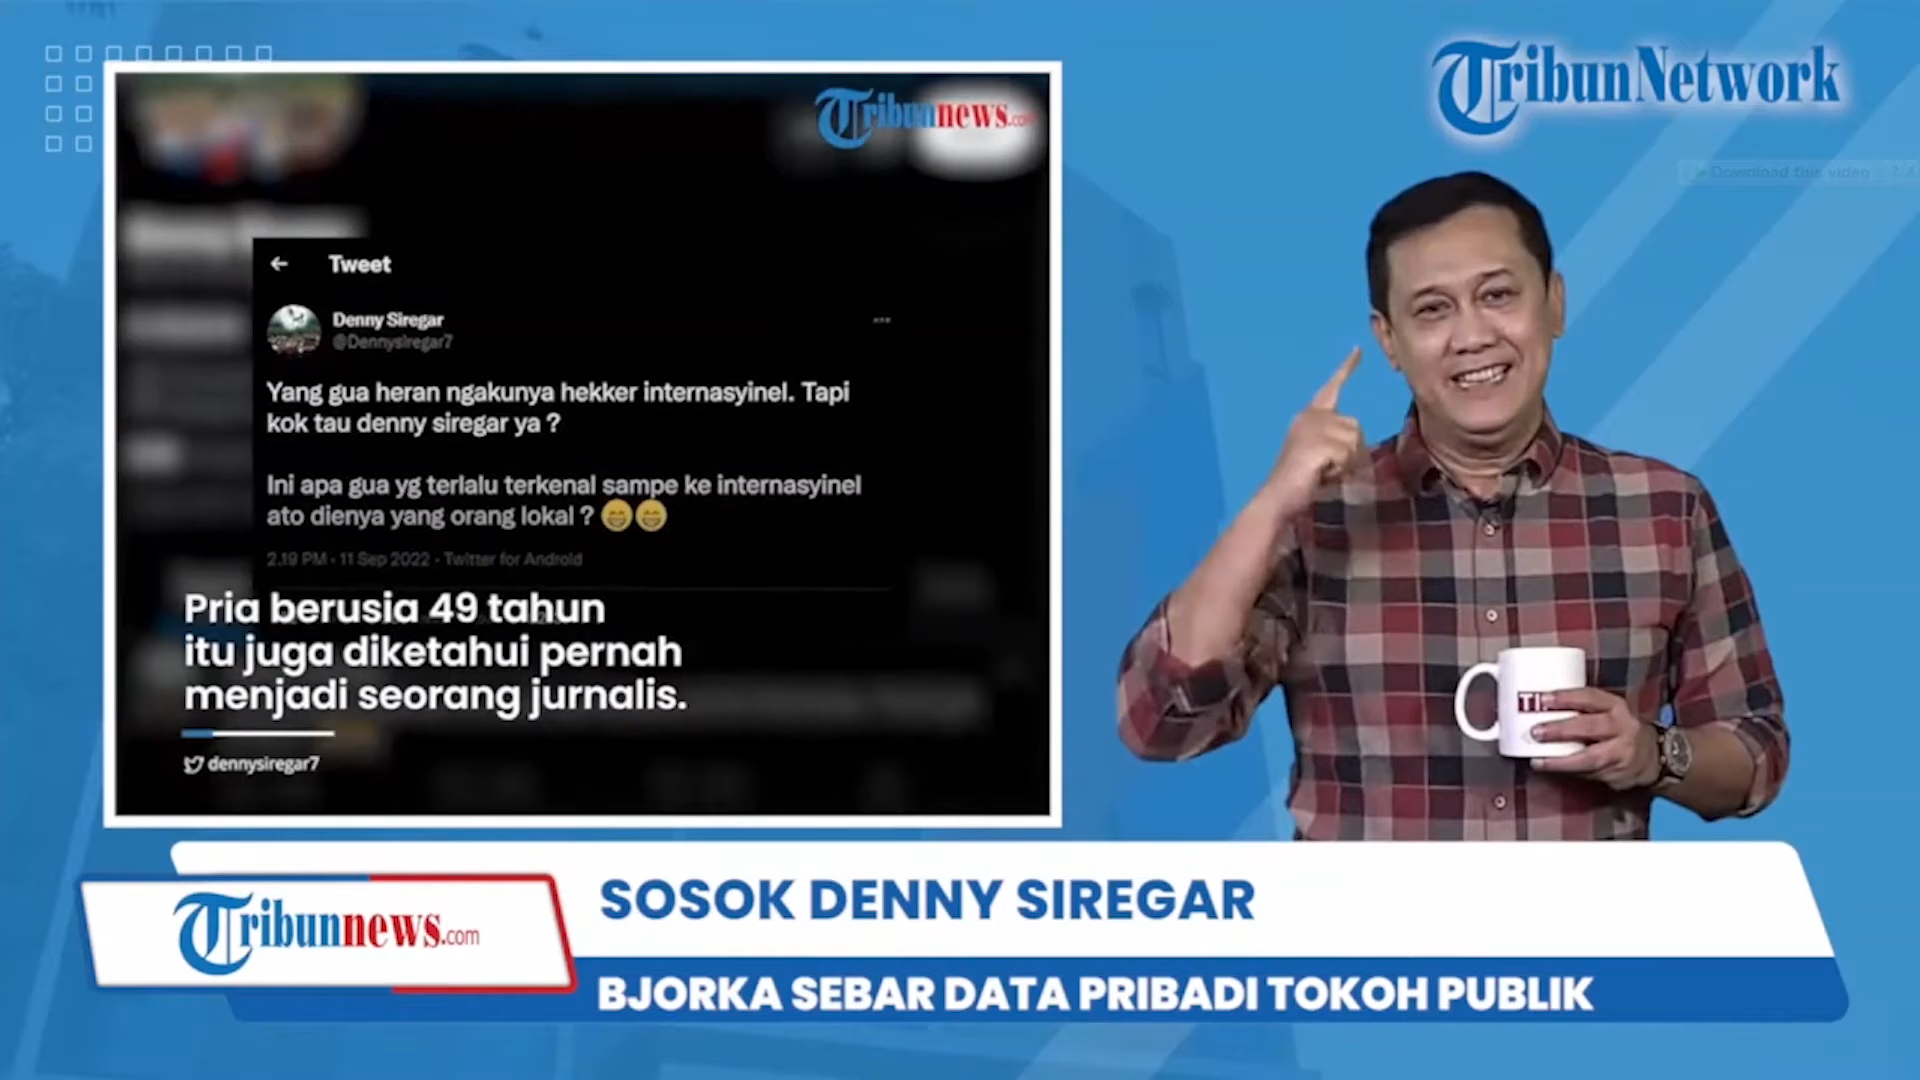 Tribunnews.com
TribunNetwork
Download this video
Tweet
Denny Siregar
@Dennysiregar7
Yang gua heran ngakunya hekker internasyinel. Tapi
kok tau denny siregar ya ?
Ini apa gua yg terlalu terkenal sampe ke internasyinel
ato dienya yang orang lokal ?
2.19 PM · 11 Sep 2022 · Twitter for Android
Pria berusia 49 tahun
itu juga diketahui pernah
menjadi seorang jurnalis.
dennysiregar7
SOSOK DENNY SIREGAR
Tribunnews.com
BJORKA SEBAR DATA PRIBADI TOKOH PUBLIK